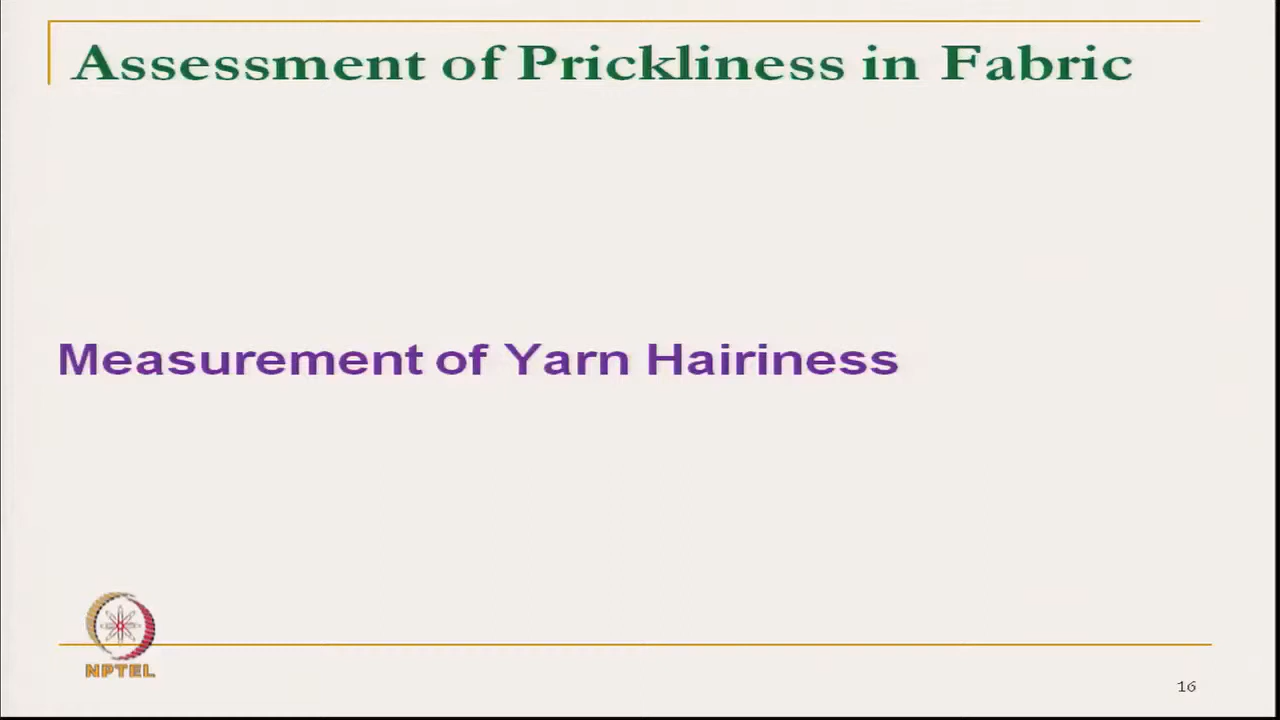 Assessment of Prickliness in Fabric
Measurement of Yarn Hairiness
NPTEL
16